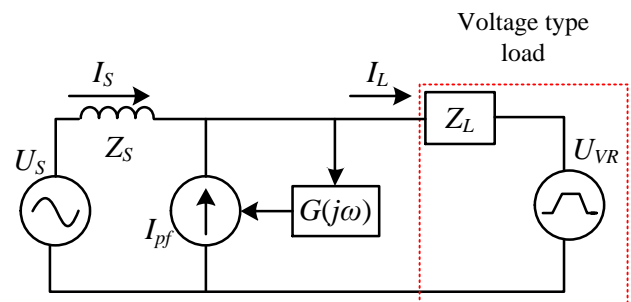 Voltage type
load
I_S
I_L
Z_S
Z_L
U_S
U_VR
I_pf
G(jω)